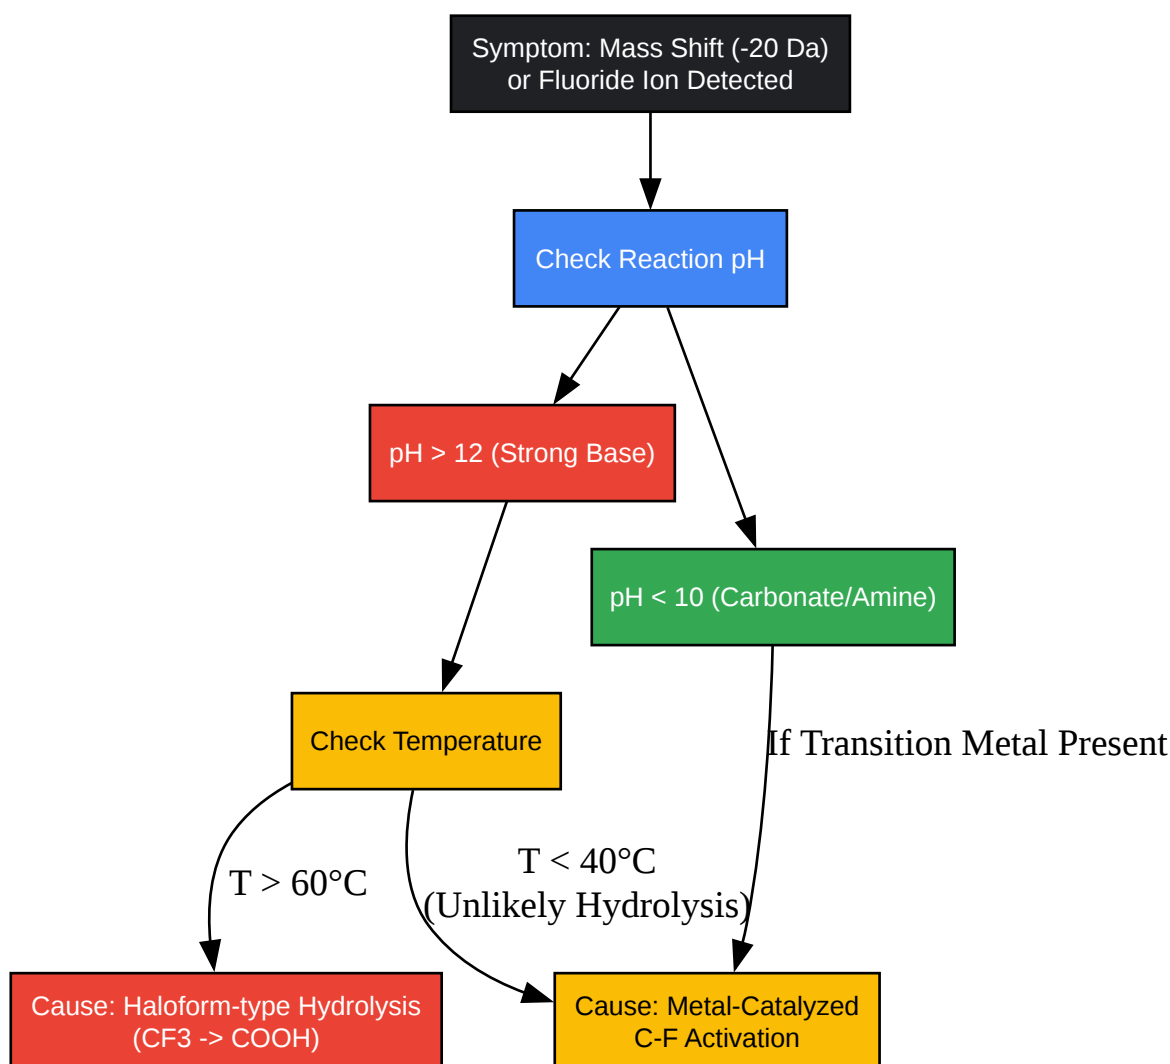 Symptom: Mass Shift (-20 Da)
or Fluoride Ion Detected
Check Reaction pH
pH > 12 (Strong Base)
pH < 10 (Carbonate/Amine)
Check Temperature
If Transition Metal Present
T > 60°C
T < 40°C
(Unlikely Hydrolysis)
Cause: Haloform-type Hydrolysis
(CF3 -> COOH)
Cause: Metal-Catalyzed
C-F Activation